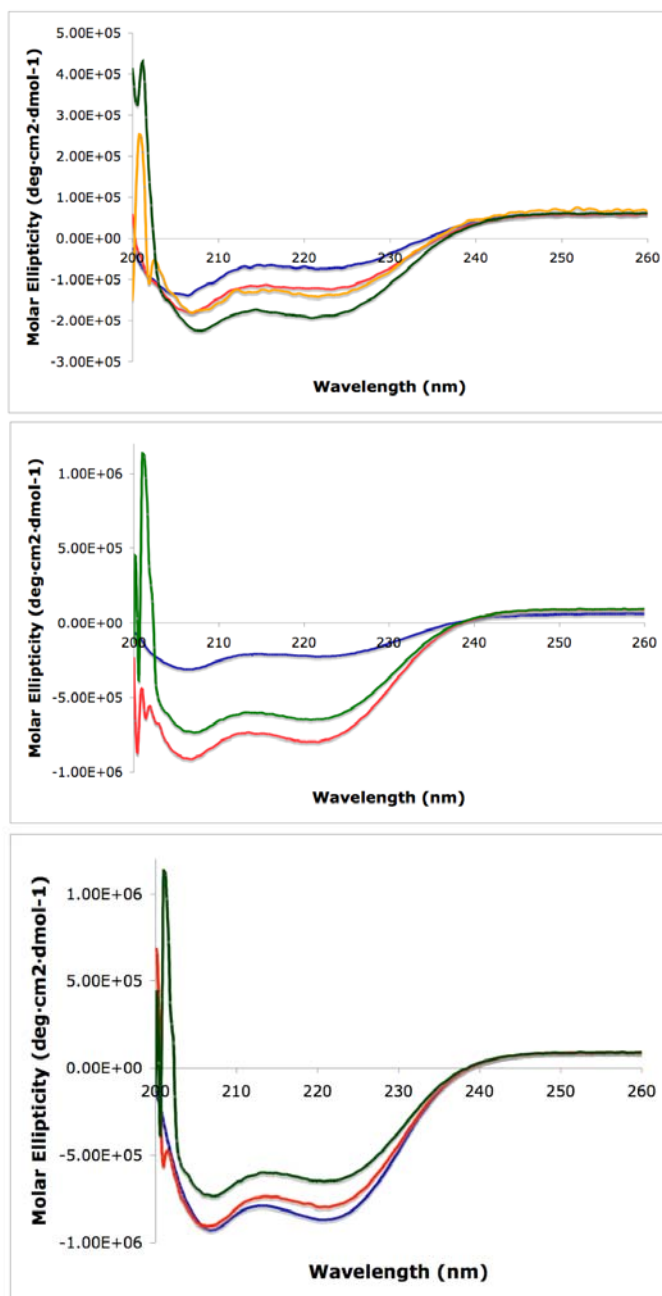 5.00E+05
4.00E+05
3.00E+05
2.00E+05
1.00E+05
0.00E+00
-1.00E+05
-2.00E+05
-3.00E+05
200 210 220 230 240 250 260
Molar Ellipticity (deg·cm2·dmol-1)
Wavelength (nm)
1.00E+06
5.00E+05
0.00E+00
-5.00E+05
-1.00E+06
200 210 220 230 240 250 260
Molar Ellipticity (deg·cm2·dmol-1)
Wavelength (nm)
1.00E+06
5.00E+05
0.00E+00
-5.00E+05
-1.00E+06
200 210 220 230 240 250 260
Molar Ellipticity (deg·cm2·dmol-1)
Wavelength (nm)